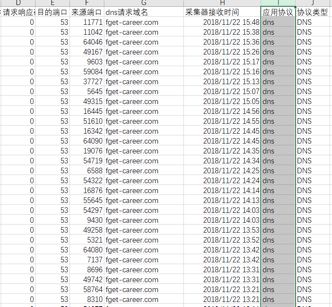 D E F G H I J
请求响应 目的端口 来源端口 dns请求域名 采集器接收时间 应用协议 协议类型
0 53 11771 fget-career.com 2018/11/22 15:48 dns DNS
0 53 11042 fget-career.com 2018/11/22 15:38 dns DNS
0 53 64046 fget-career.com 2018/11/22 15:36 dns DNS
0 53 49167 fget-career.com 2018/11/22 15:26 dns DNS
0 53 9603 fget-career.com 2018/11/22 15:17 dns DNS
0 53 59084 fget-career.com 2018/11/22 15:16 dns DNS
0 53 37727 fget-career.com 2018/11/22 15:13 dns DNS
0 53 5645 fget-career.com 2018/11/22 15:07 dns DNS
0 53 49315 fget-career.com 2018/11/22 15:05 dns DNS
0 53 16445 fget-career.com 2018/11/22 14:56 dns DNS
0 53 51610 fget-career.com 2018/11/22 14:55 dns DNS
0 53 16342 fget-career.com 2018/11/22 14:45 dns DNS
0 53 64090 fget-career.com 2018/11/22 14:45 dns DNS
0 53 19076 fget-career.com 2018/11/22 14:35 dns DNS
0 53 54719 fget-career.com 2018/11/22 14:34 dns DNS
0 53 6588 fget-career.com 2018/11/22 14:25 dns DNS
0 53 54322 fget-career.com 2018/11/22 14:24 dns DNS
0 53 16876 fget-career.com 2018/11/22 14:14 dns DNS
0 53 55645 fget-career.com 2018/11/22 14:13 dns DNS
0 53 54297 fget-career.com 2018/11/22 14:03 dns DNS
0 53 9430 fget-career.com 2018/11/22 14:03 dns DNS
0 53 49258 fget-career.com 2018/11/22 13:53 dns DNS
0 53 5321 fget-career.com 2018/11/22 13:52 dns DNS
0 53 64080 fget-career.com 2018/11/22 13:42 dns DNS
0 53 7137 fget-career.com 2018/11/22 13:42 dns DNS
0 53 8696 fget-career.com 2018/11/22 13:31 dns DNS
0 53 49742 fget-career.com 2018/11/22 13:31 dns DNS
0 53 58764 fget-career.com 2018/11/22 13:21 dns DNS
0 53 8310 fget-career.com 2018/11/22 13:21 dns DNS